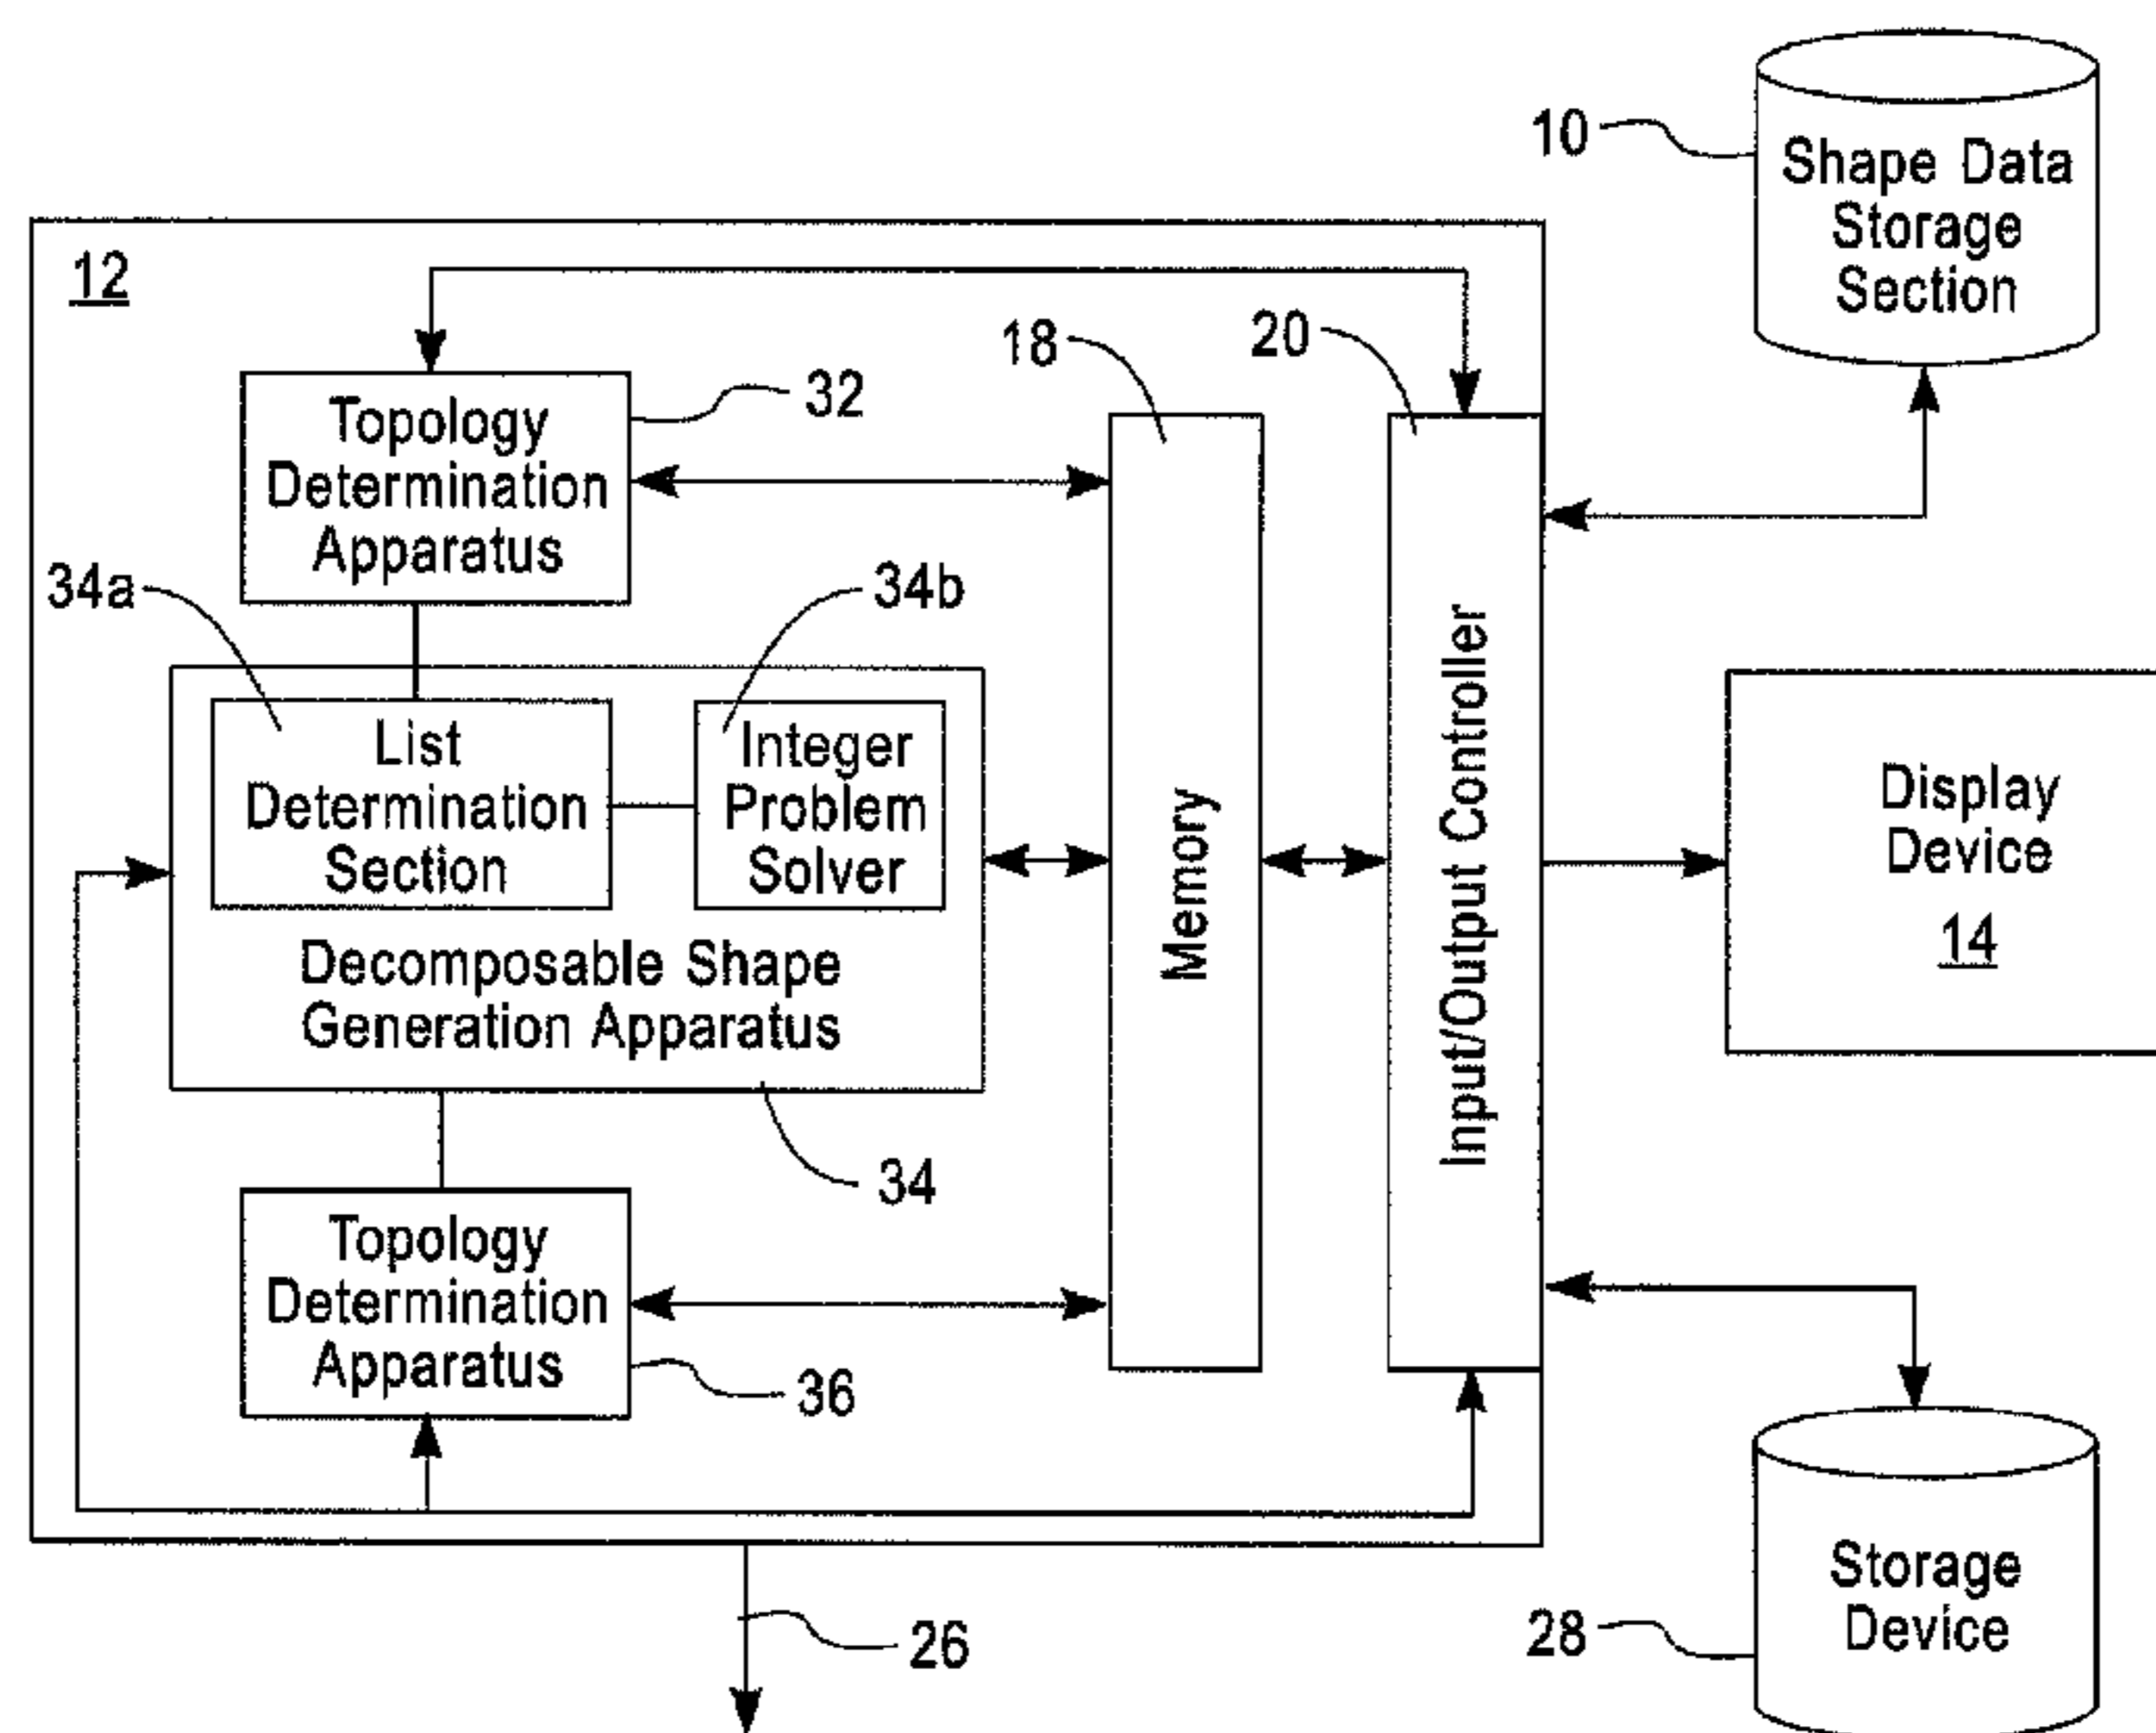 10
Shape Data
Storage
Section
12
18
20
32
Topology
Determination
Apparatus
34a
34b
List
Determination
Section
Integer
Problem
Solver
Decomposable Shape
Generation Apparatus
34
Memory
Input/Output Controller
Display
Device
14
Topology
Determination
Apparatus
36
26
28
Storage
Device